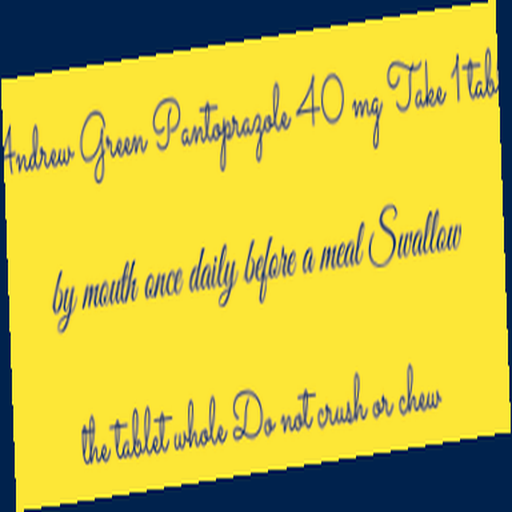 Andrew Green Pantoprazole 40 mg Take 1 tab
by mouth once daily before a meal Swallow
the tablet whole Do not crush or chew